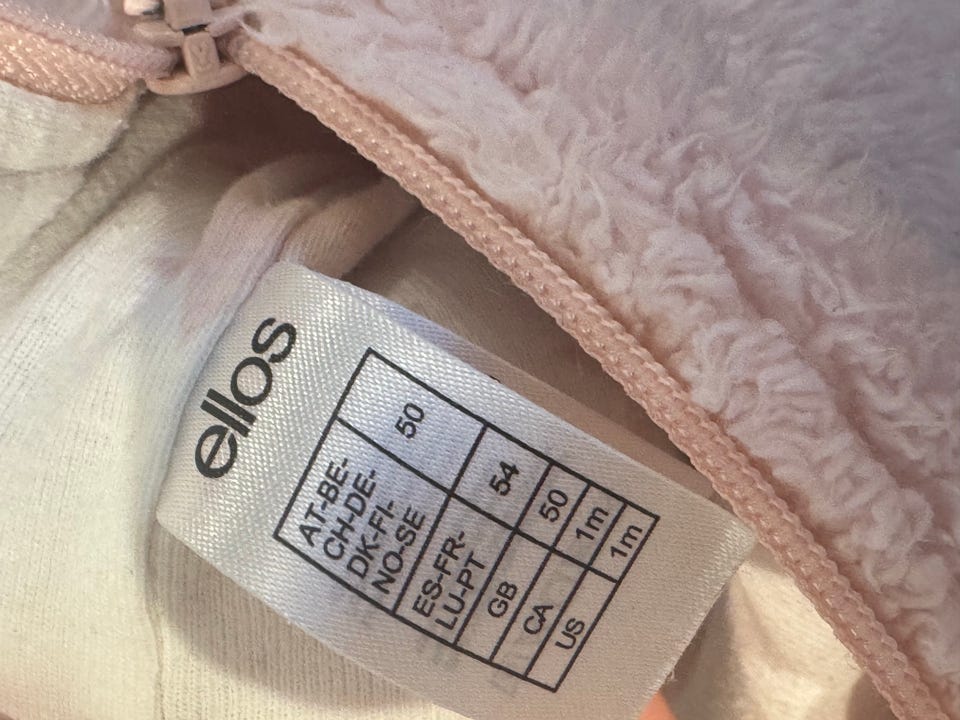 ellos
AT-BE-
CH-DE-
DK-FI-
NO-SE
50
ES-FR-
LU-PT
54
GB
50
CA
1m
US
1m